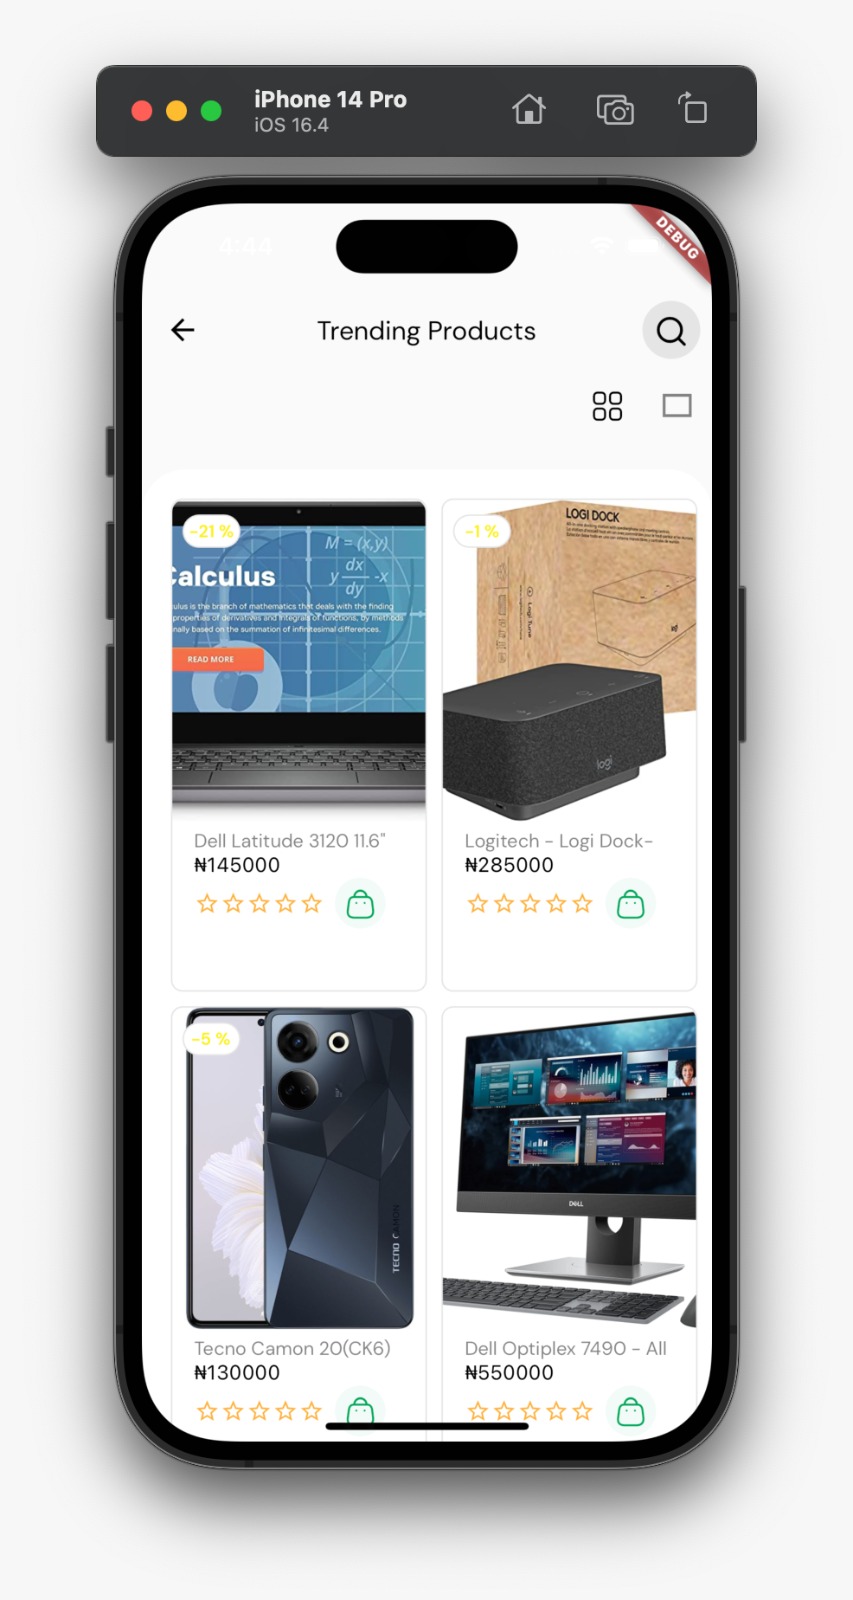 iPhone 14 Pro
iOS 16.4
4:44
DEBUG
Trending Products
-21 %
Calculus
M = (x,y)
y dx/dy -x
ulus is the branch of mathematics that deals with the finding
properties of derivatives and integrals of functions, by methods
nally based on the summation of infinitesimal differences.
READ MORE
-1 %
LOGI DOCK
Logi Tune
logi
Dell Latitude 3120 11.6"
₦145000
Logitech - Logi Dock-
₦285000
-5 %
TECNO CAMON
DELL
Tecno Camon 20(CK6)
₦130000
Dell Optiplex 7490 - All
₦550000